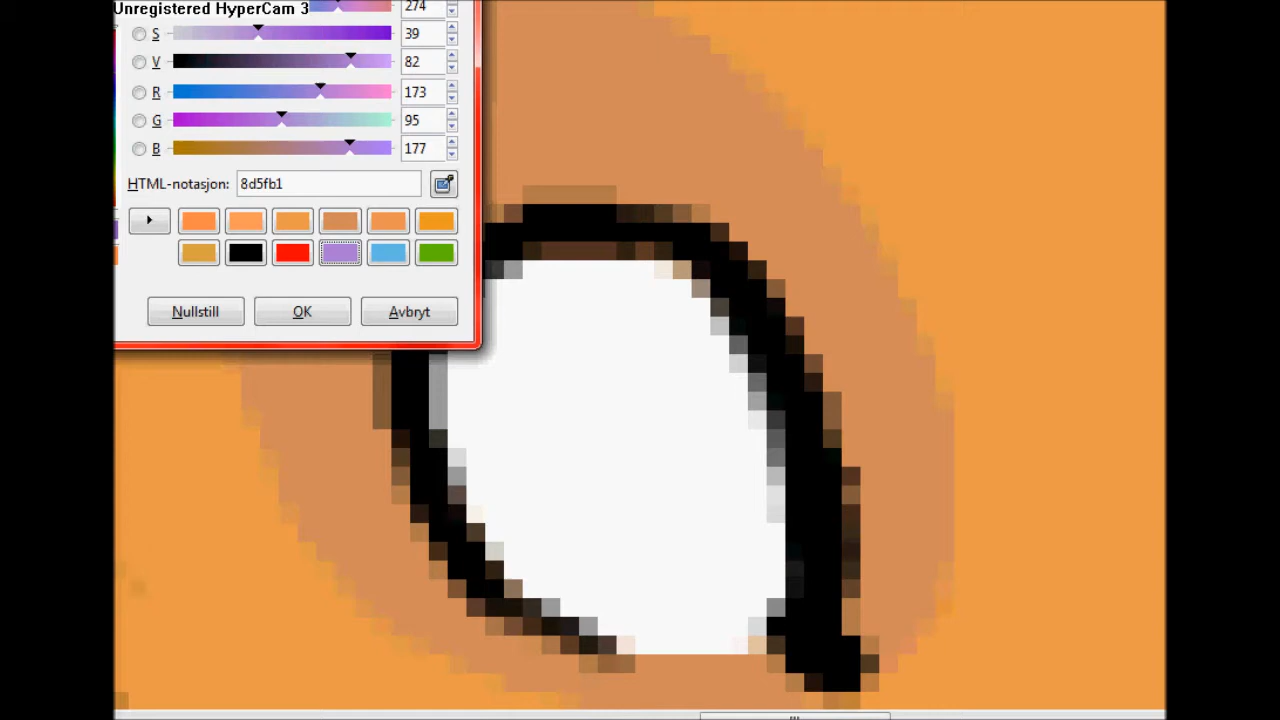 Unregistered HyperCam 3
274
S 39
V 82
R 173
G 95
B 177
HTML-notasjon: 8d5fb1
Nullstill OK Avbryt